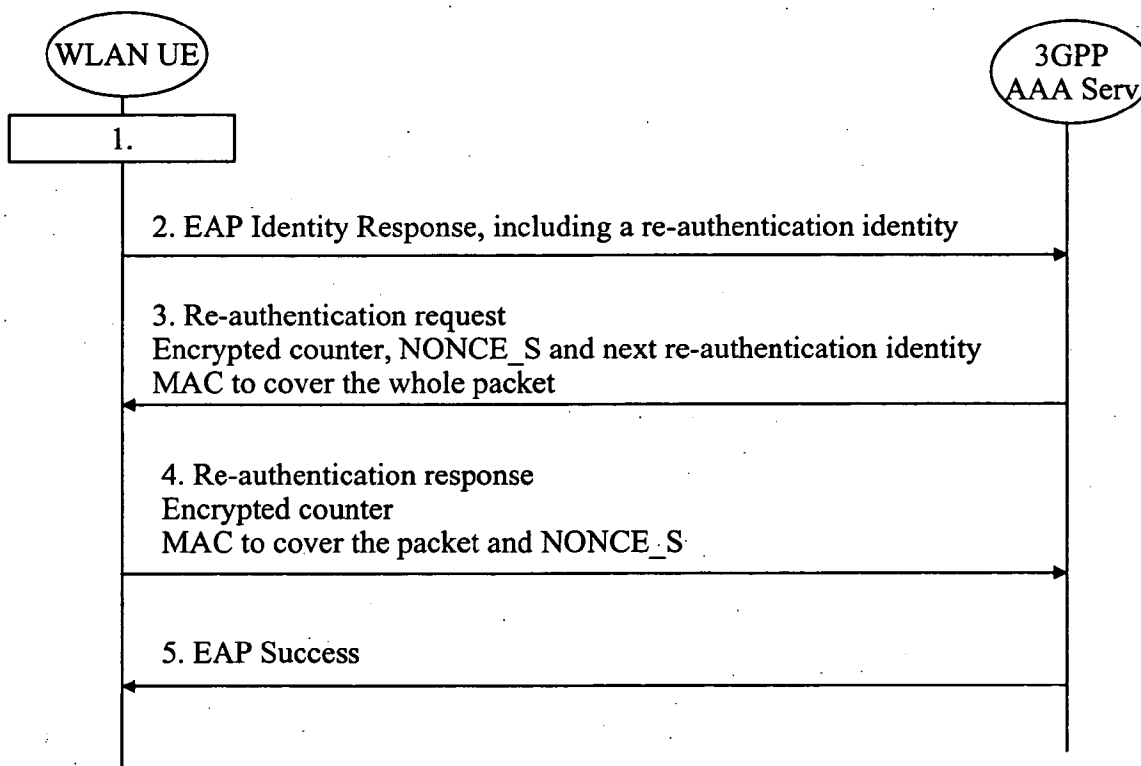 WLAN UE
3GPP
AAA Serv
1.
2. EAP Identity Response, including a re-authentication identity
3. Re-authentication request
Encrypted counter, NONCE_S and next re-authentication identity
MAC to cover the whole packet
4. Re-authentication response
Encrypted counter
MAC to cover the packet and NONCE_S
5. EAP Success